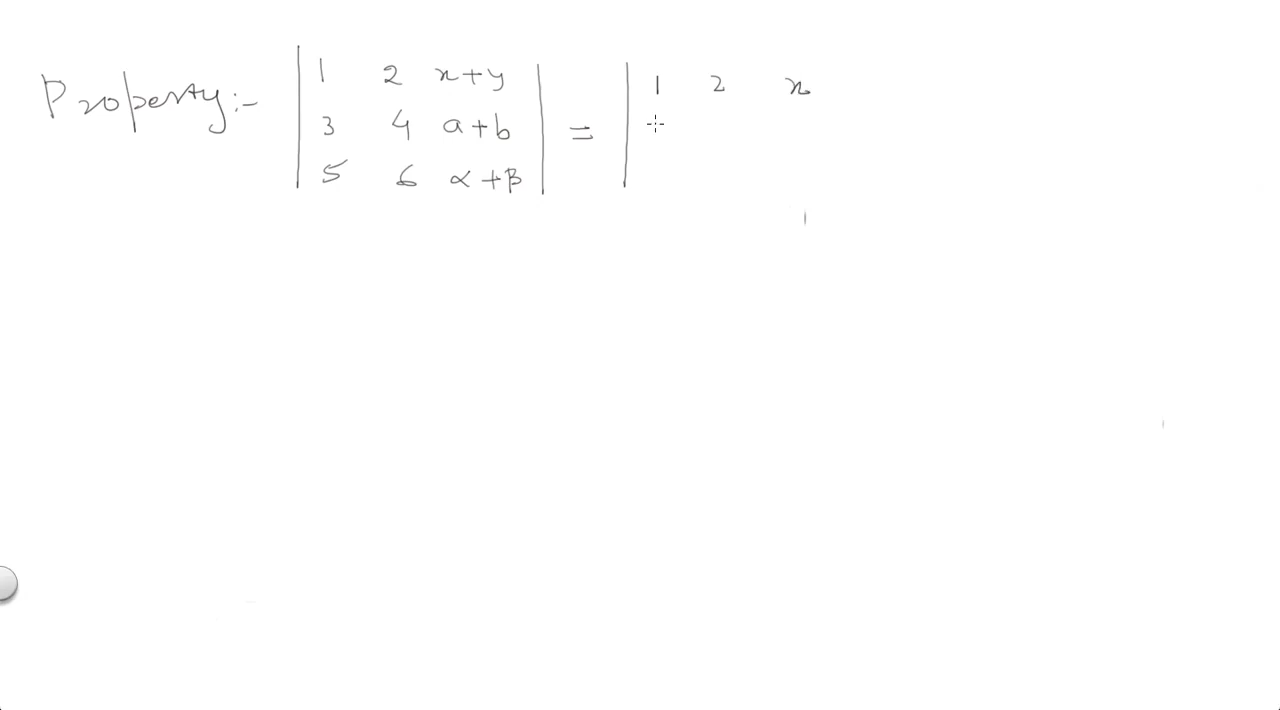 Property:- | 1 2 x+y | = | 1 2 x
| 3 4 a+b |
| 5 6 α+β |